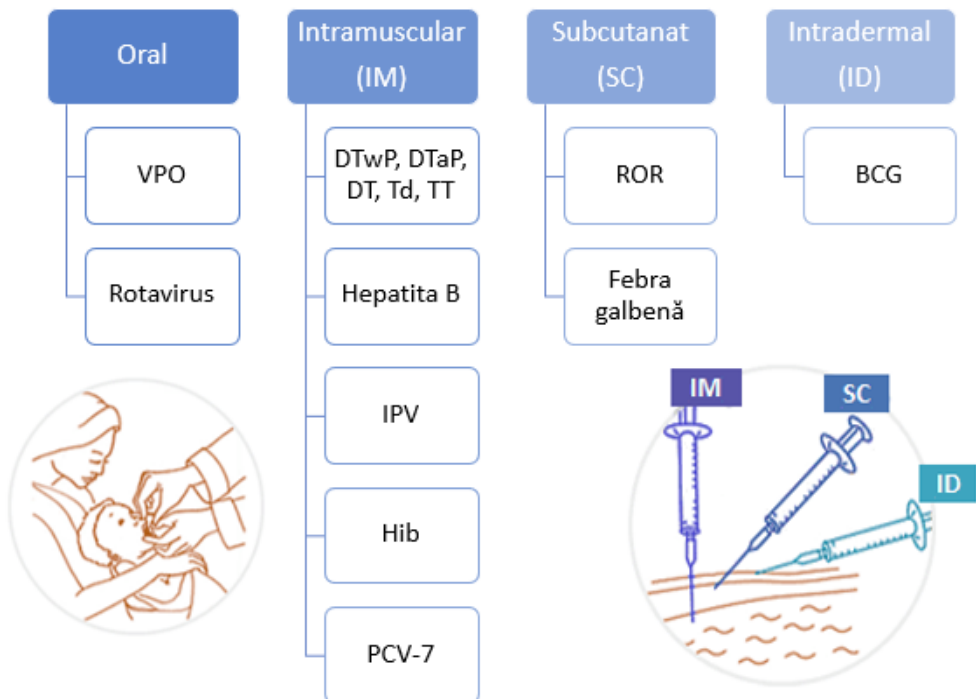 Oral
VPO
Rotavirus
Intramuscular
(IM)
DTwP, DTaP,
DT, Td, TT
Hepatita B
IPV
Hib
PCV-7
Subcutanat
(SC)
ROR
Febra
galbenă
Intradermal
(ID)
BCG
IM
SC
ID